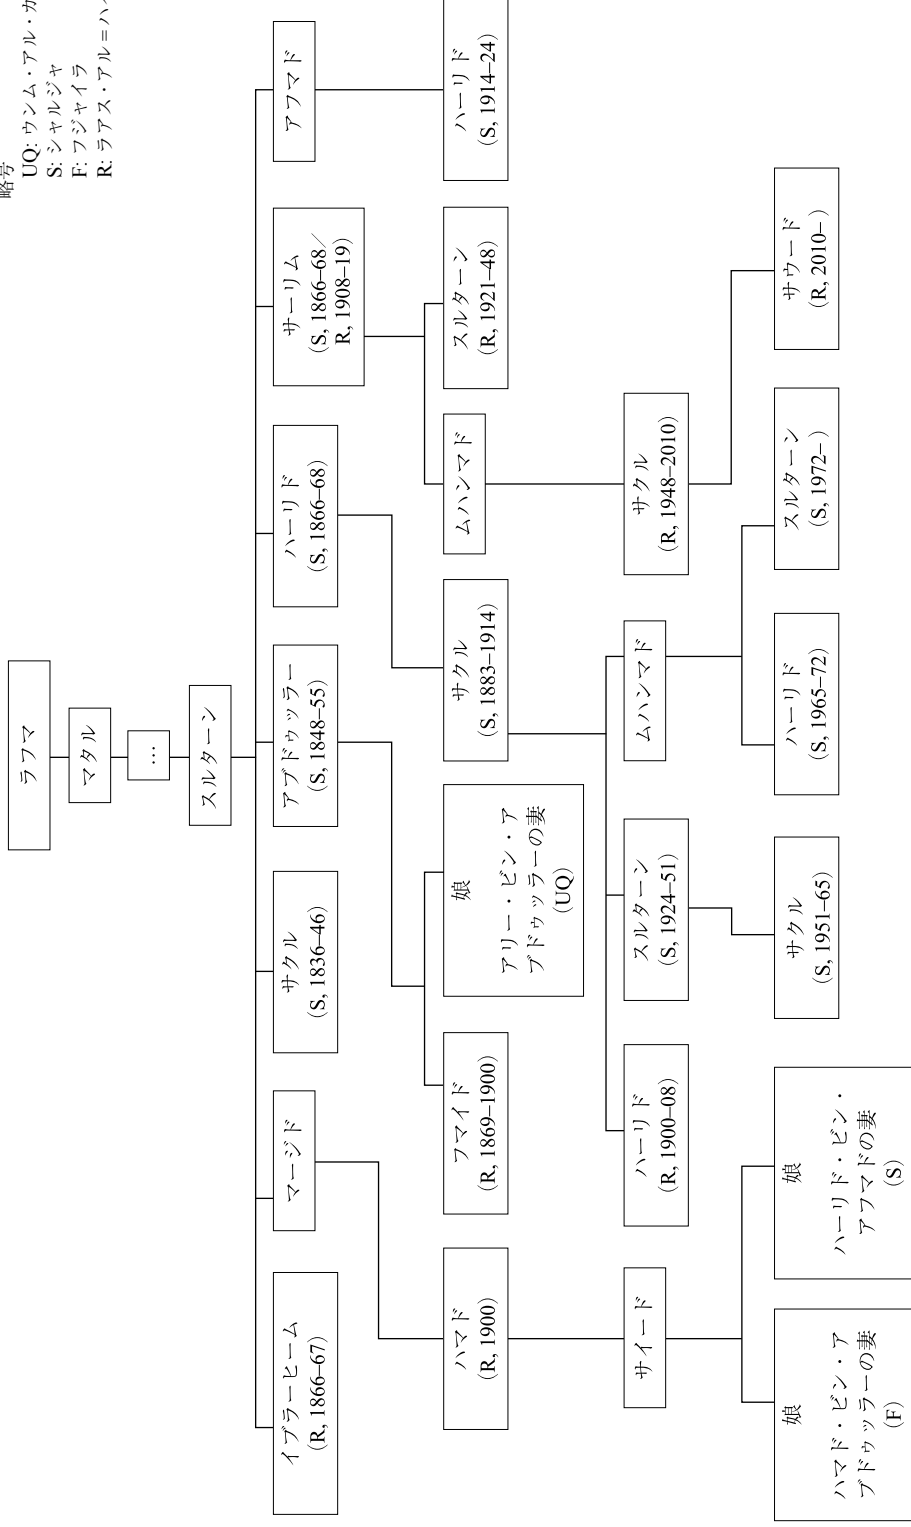 ラフマ
マタル
…
スルターン
イブラーヒーム
(R, 1866–67)
マージド
サクル
(S, 1836–46)
アブドゥッラー
(S, 1848–55)
ハーリド
(S, 1866–68)
サーリム
(S, 1866–68/
R, 1908–19)
アフマド
ハマド
(R, 1900)
フマイド
(R, 1869–1900)
娘
アリー・ビン・ア
ブドゥッラーの妻
(UQ)
サクル
(S, 1883–1914)
ムハンマド
スルターン
(R, 1921–48)
ハーリド
(S, 1914–24)
サイード
ハーリド
(R, 1900–08)
スルターン
(S, 1924–51)
ムハンマド
サクル
(R, 1948–2010)
娘
ハマド・ビン・ア
ブドゥッラーの妻
(F)
娘
ハーリド・ビン・
アフマドの妻
(S)
サクル
(S, 1951–65)
ハーリド
(S, 1965–72)
スルターン
(S, 1972–)
サウード
(R, 2010–)
略号
UQ: ウンム・アル・カ
S: シャルジャ
F: フジャイラ
R: ラアス・アル＝ハ